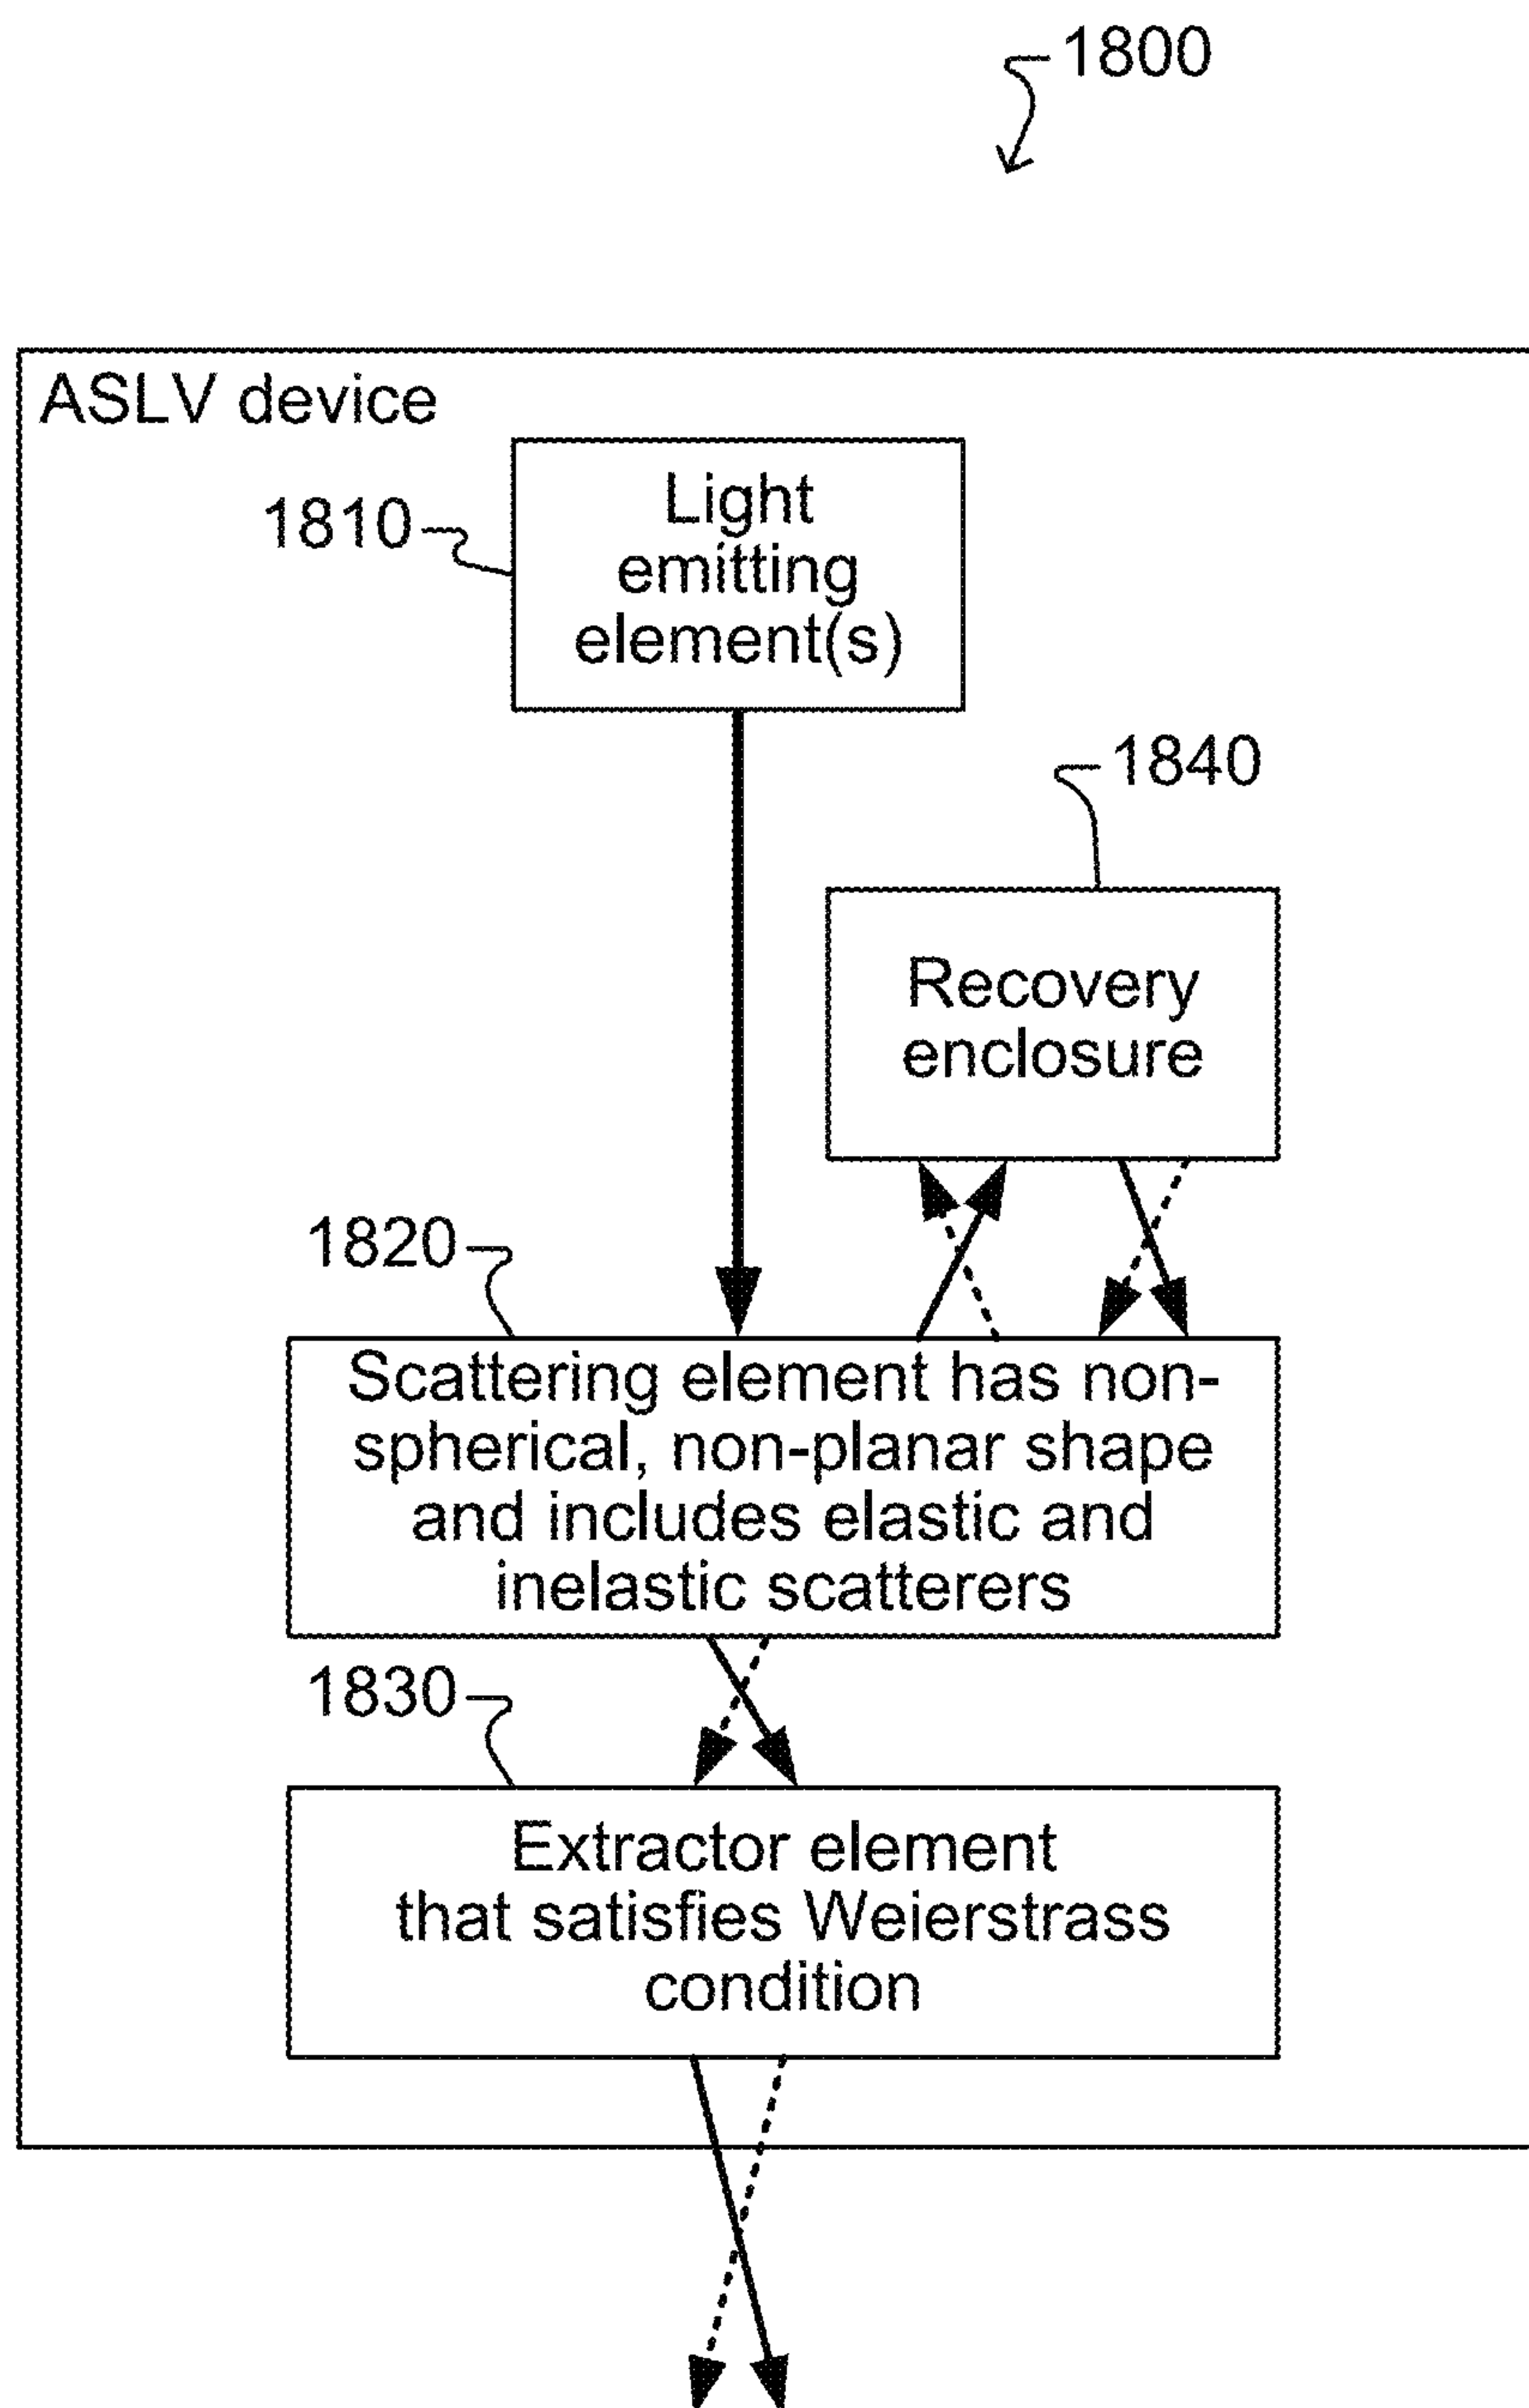 1800
ASLV device
1810
Light
emitting
element(s)
1840
Recovery
enclosure
1820
Scattering element has non-
spherical, non-planar shape
and includes elastic and
inelastic scatterers
1830
Extractor element
that satisfies Weierstrass
condition